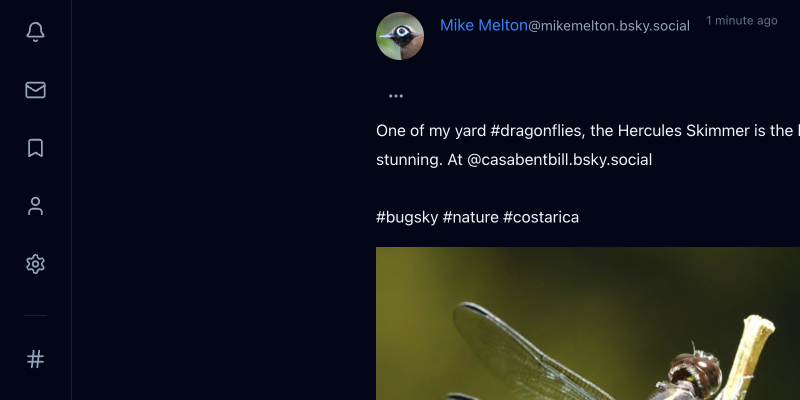 Mike Melton@mikemelton.bsky.social 1 minute ago
One of my yard #dragonflies, the Hercules Skimmer is the
stunning. At @casabentbill.bsky.social
#bugsky #nature #costarica